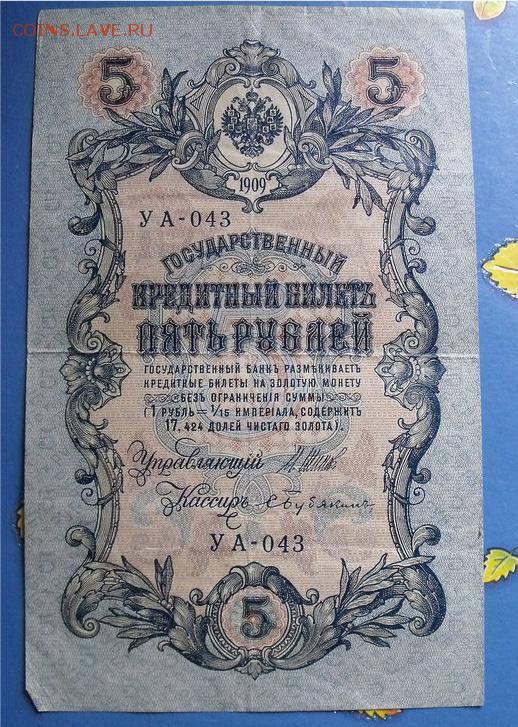 COINS.LAVE.РУ
5 5
1909
УА-043
ГОСУДАРСТВЕННЫЙ
КРЕДИТНЫЙ БИЛЕТЪ
ПЯТЬ РУБЛЕЙ
ГОСУДАРСТВЕННЫЙ БАНКЪ РАЗМѢНИВАЕТЪ
КРЕДИТНЫЕ БИЛЕТЫ НА ЗОЛОТУЮ МОНЕТУ
БЕЗЪ ОГРАНИЧЕНІЯ СУММЫ
(1 РУБЛЬ = 1/15 ИМПЕРІАЛА, СОДЕРЖИТЪ
17,424 ДОЛЕЙ ЧИСТАГО ЗОЛОТА).
Управляющій
Кассиръ С Бубякинъ
УА-043
5